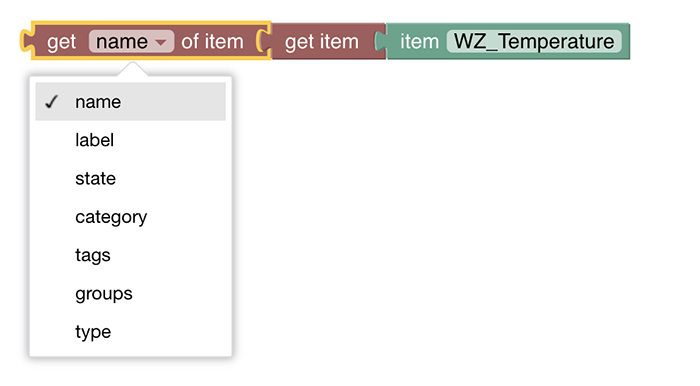 get name of item get item item WZ_Temperature
✓ name
label
state
category
tags
groups
type